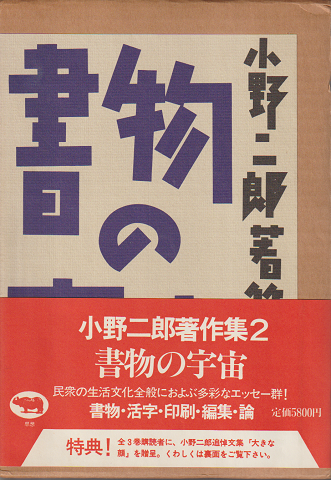 小野二郎著
書物の
小野二郎著作集2
書物の宇宙
民衆の生活文化全般におよぶ多彩なエッセー群!
書物・活字・印刷・編集・論
定価5800円
特典!
全3巻購読者に、小野二郎追悼文集「大きな
顔」を贈呈。くわしくは裏面をご覧下さい。